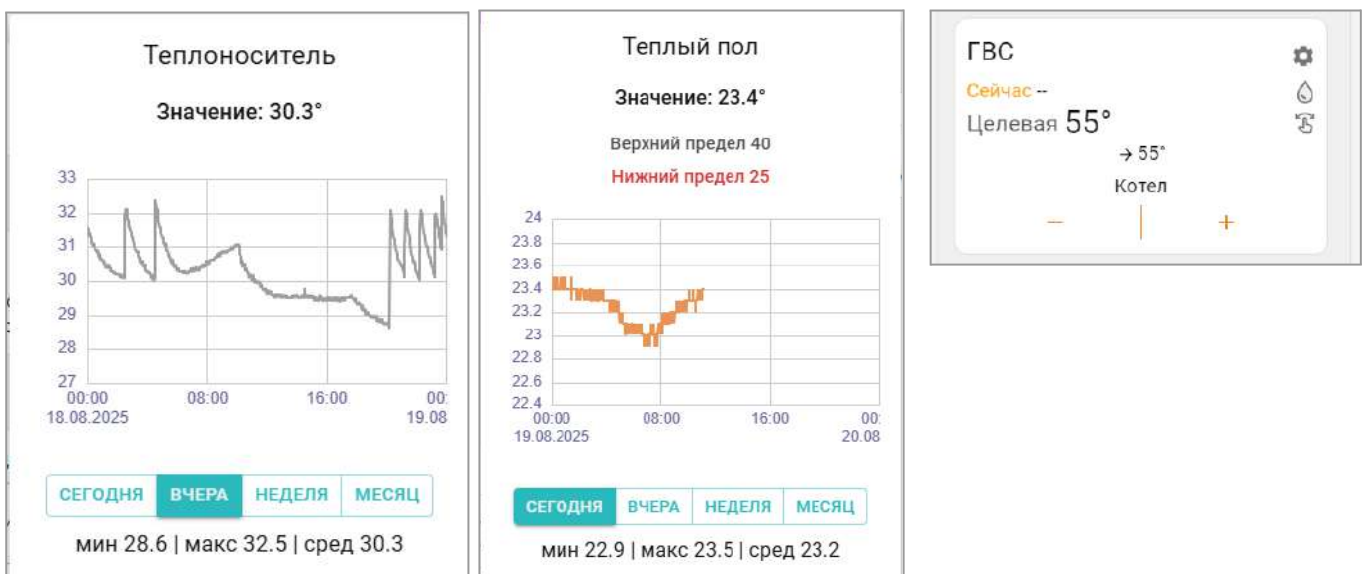 Теплоноситель
Значение: 30.3°
33
32
31
30
29
28
27
00:00
08:00
16:00
00:
18.08.2025
19.08
СЕГОДНЯ ВЧЕРА НЕДЕЛЯ МЕСЯЦ
мин 28.6 | макс 32.5 | сред 30.3
Теплый пол
Значение: 23.4°
Верхний предел 40
Нижний предел 25
24
23.8
23.6
23.4
23.2
23
22.8
22.6
22.4
00:00
08:00
16:00
00:
19.08.2025
20.08
СЕГОДНЯ ВЧЕРА НЕДЕЛЯ МЕСЯЦ
мин 22.9 | макс 23.5 | сред 23.2
ГВС
Сейчас --
Целевая 55°
→ 55°
Котел
− +